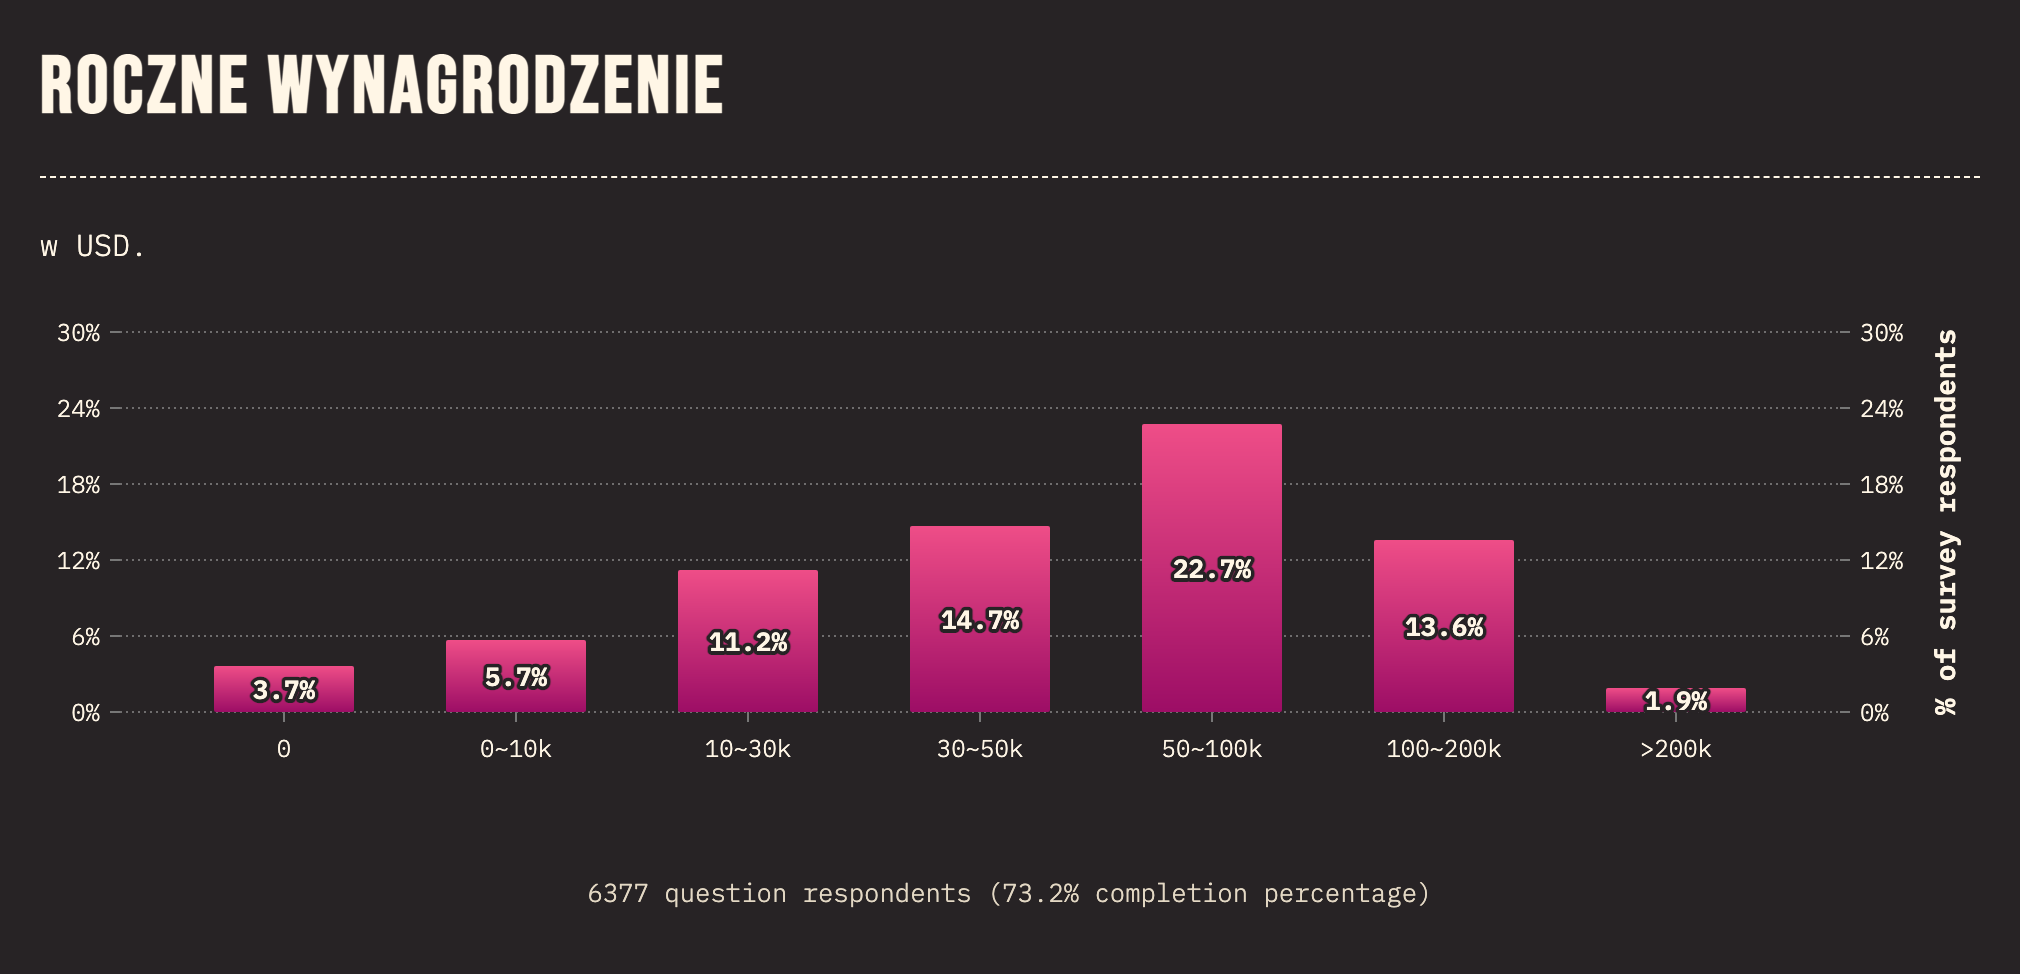 ROCZNE WYNAGRODZENIE
w USD.
30%
24%
18%
12%
6%
0%
3.7%
5.7%
11.2%
14.7%
22.7%
13.6%
1.9%
0
0~10k
10~30k
30~50k
50~100k
100~200k
>200k
30%
24%
18%
12%
6%
0%
% of survey respondents
6377 question respondents (73.2% completion percentage)